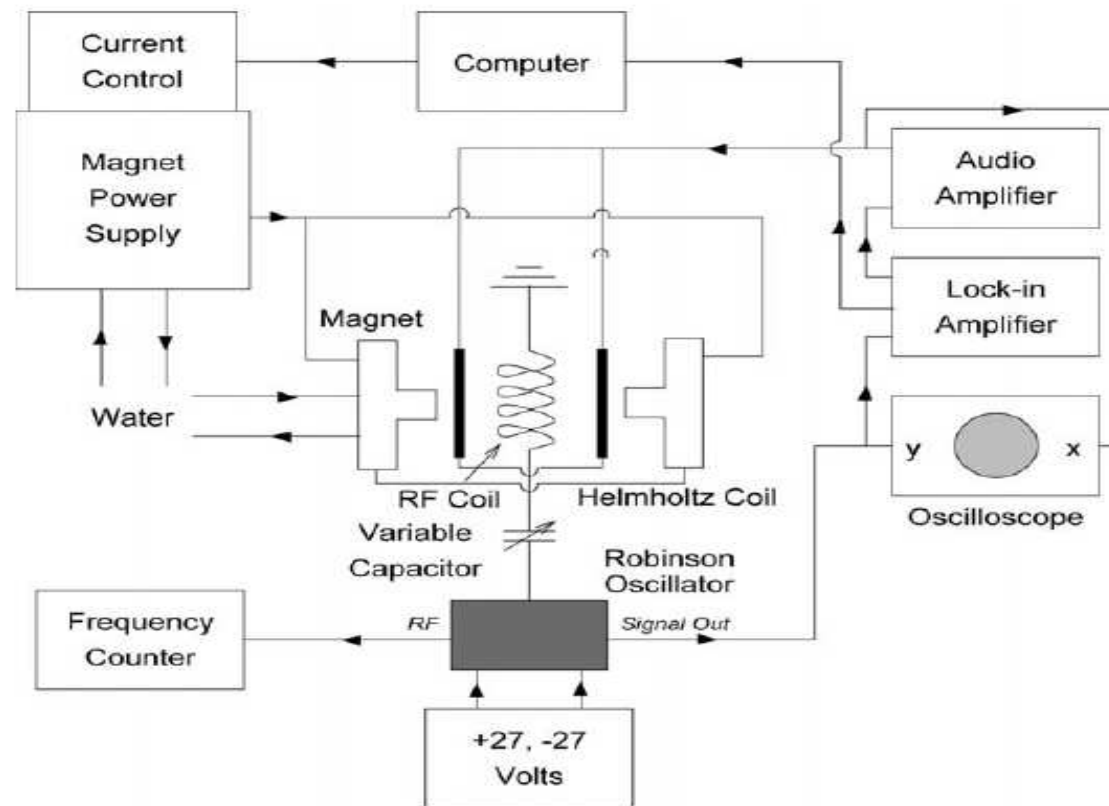 Current
Control
Computer
Magnet
Power
Supply
Audio
Amplifier
Lock-in
Amplifier
Magnet
Water
y
x
RF Coil
Helmholtz Coil
Oscilloscope
Variable
Capacitor
Robinson
Oscillator
Frequency
Counter
RF
Signal Out
+27, -27
Volts